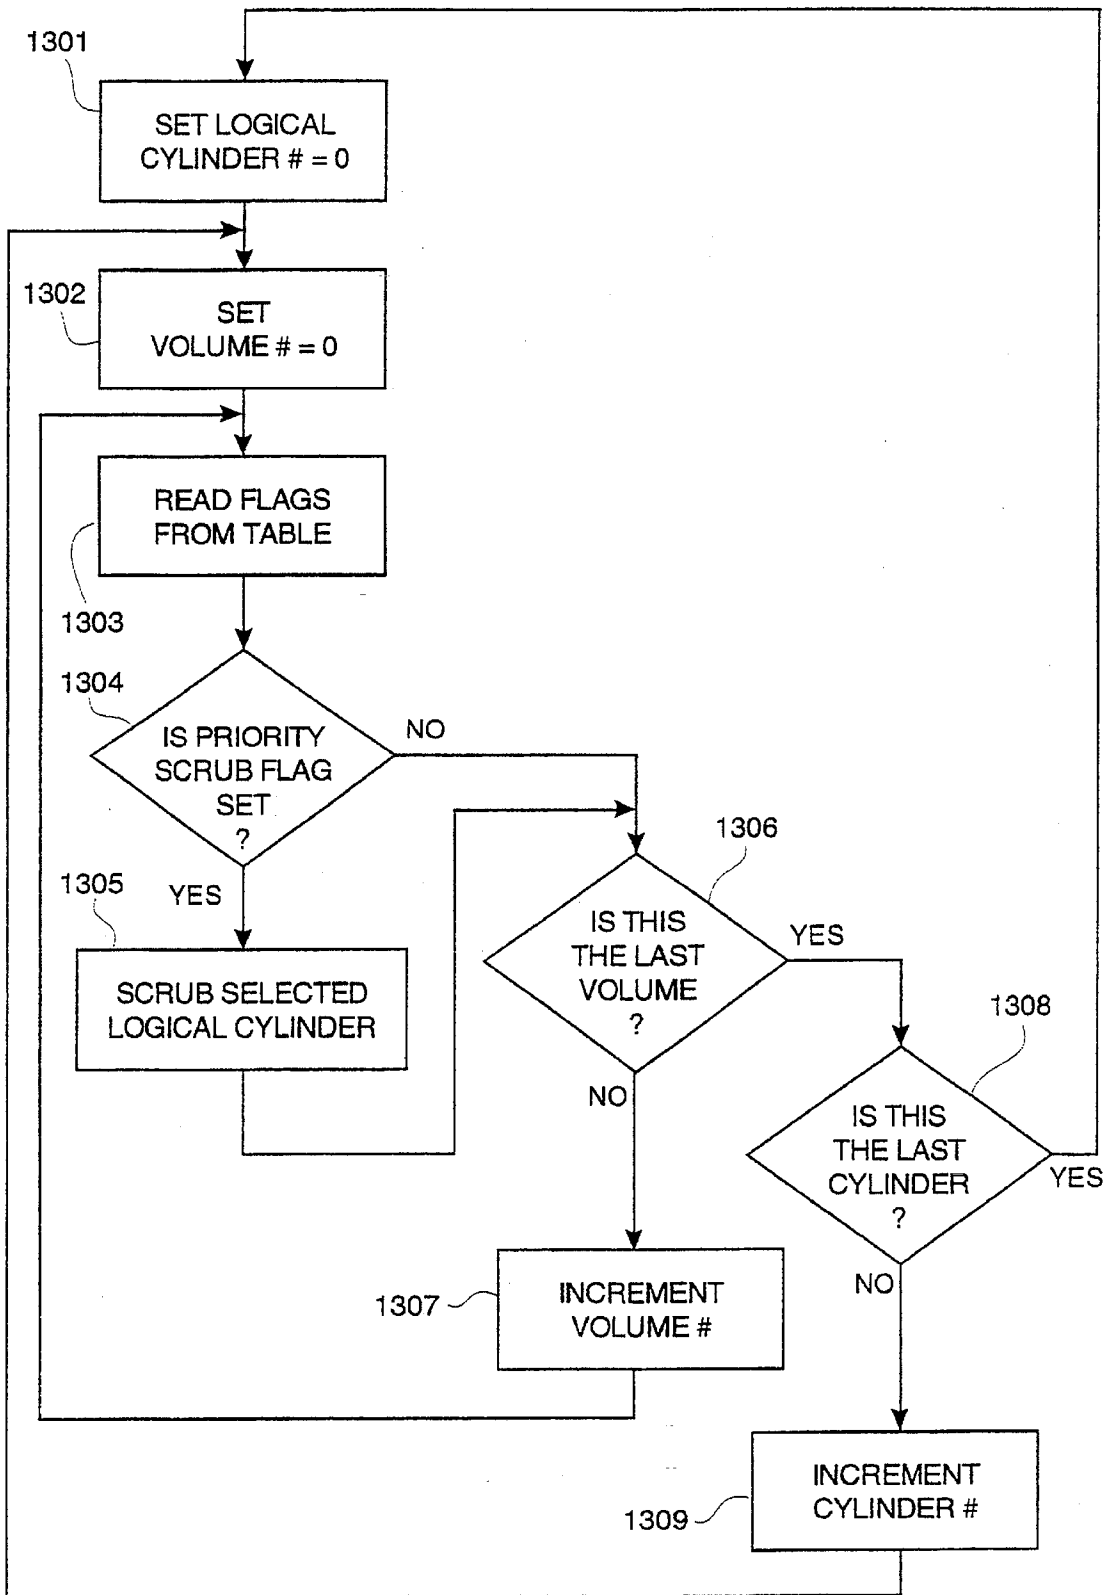 1301
SET LOGICAL
CYLINDER # = 0
1302
SET
VOLUME # = 0
READ FLAGS
FROM TABLE
1303
1304
IS PRIORITY
SCRUB FLAG
SET
?
NO
YES
1305
SCRUB SELECTED
LOGICAL CYLINDER
1306
IS THIS
THE LAST
VOLUME
?
YES
NO
1308
IS THIS
THE LAST
CYLINDER
?
YES
NO
1307
INCREMENT
VOLUME #
1309
INCREMENT
CYLINDER #